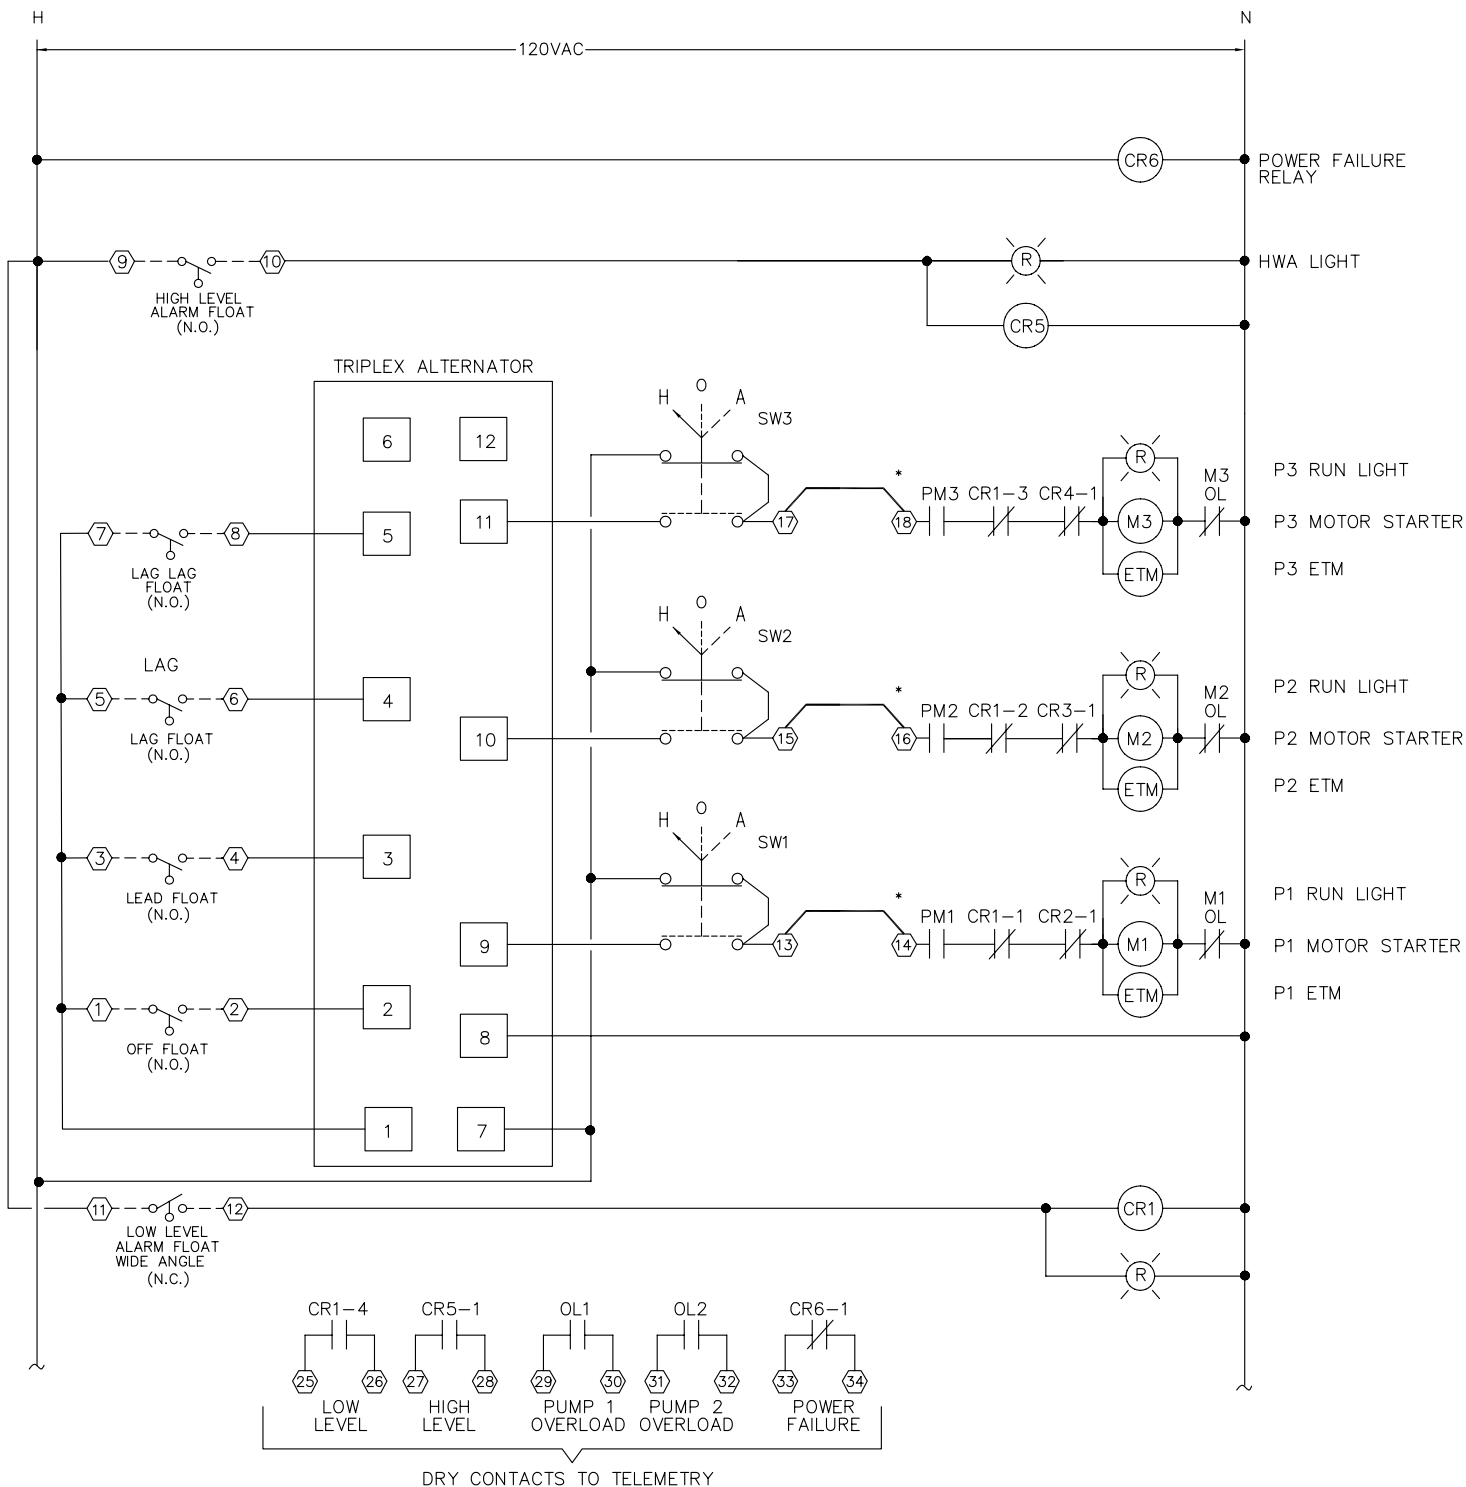 H
N
120VAC
CR6
POWER FAILURE
RELAY
9
10
R
HWA LIGHT
HIGH LEVEL
ALARM FLOAT
(N.O.)
CR5
TRIPLEX ALTERNATOR
6
12
5
11
4
10
3
9
2
8
1
7
7
8
LAG LAG
FLOAT
(N.O.)
LAG
5
6
LAG FLOAT
(N.O.)
3
4
LEAD FLOAT
(N.O.)
1
2
OFF FLOAT
(N.O.)
H
O
A
SW3
17
*
18
PM3
CR1-3
CR4-1
R
M3
ETM
M3
OL
P3 RUN LIGHT
P3 MOTOR STARTER
P3 ETM
H
O
A
SW2
15
*
16
PM2
CR1-2
CR3-1
R
M2
ETM
M2
OL
P2 RUN LIGHT
P2 MOTOR STARTER
P2 ETM
H
O
A
SW1
13
*
14
PM1
CR1-1
CR2-1
R
M1
ETM
M1
OL
P1 RUN LIGHT
P1 MOTOR STARTER
P1 ETM
11
12
LOW LEVEL
ALARM FLOAT
WIDE ANGLE
(N.C.)
CR1
R
CR1-4
25
26
LOW
LEVEL
CR5-1
27
28
HIGH
LEVEL
OL1
29
30
PUMP 1
OVERLOAD
OL2
31
32
PUMP 2
OVERLOAD
CR6-1
33
34
POWER
FAILURE
DRY CONTACTS TO TELEMETRY